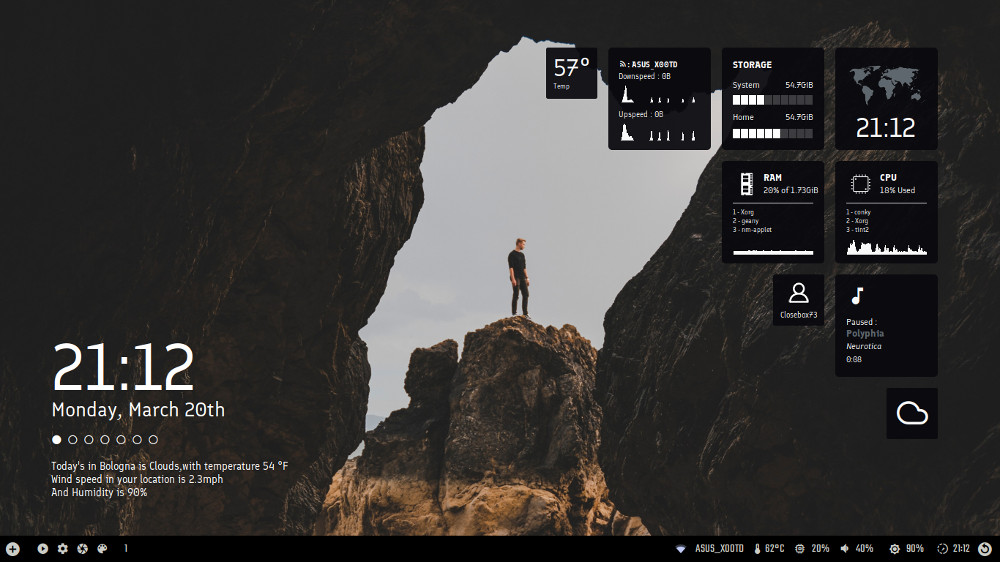 57°
Temp
: ASUS_X00TD
Downspeed : 0B
Upspeed : 0B
STORAGE
System 54.7GiB
Home 54.7GiB
21:12
RAM
20% of 1.73GiB
1 - Xorg
2 - geany
3 - nm-applet
CPU
18% Used
1 - conky
2 - Xorg
3 - tint2
Closebox73
Paused :
Polyphia
Neurotica
0:08
21:12
Monday, March 20th
Today's in Bologna is Clouds,with temperature 54 °F
Wind speed in your location is 2.3mph
And Humidity is 90%
1 ASUS_X00TD 62°C 20% 40% 90% 21:12